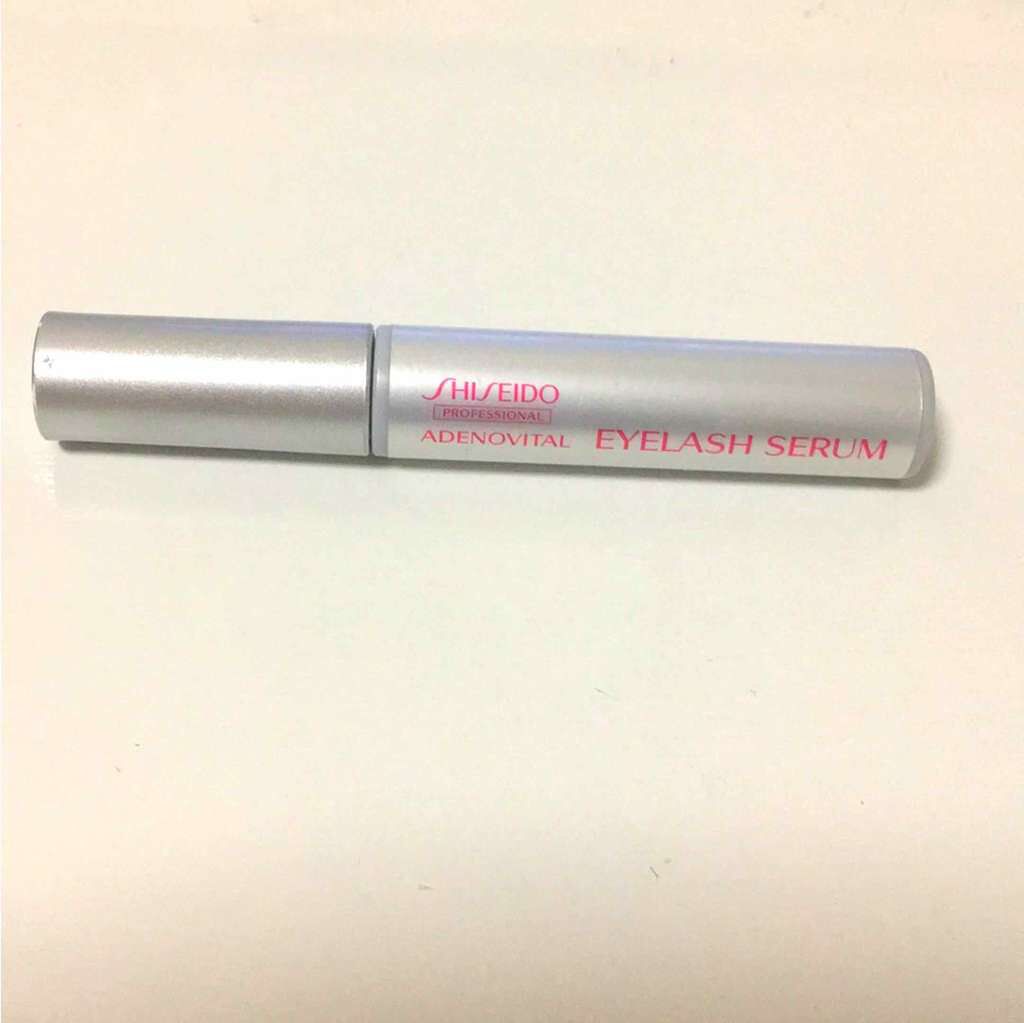 SHISEIDO
PROFESSIONAL
ADENOVITAL EYELASH SERUM